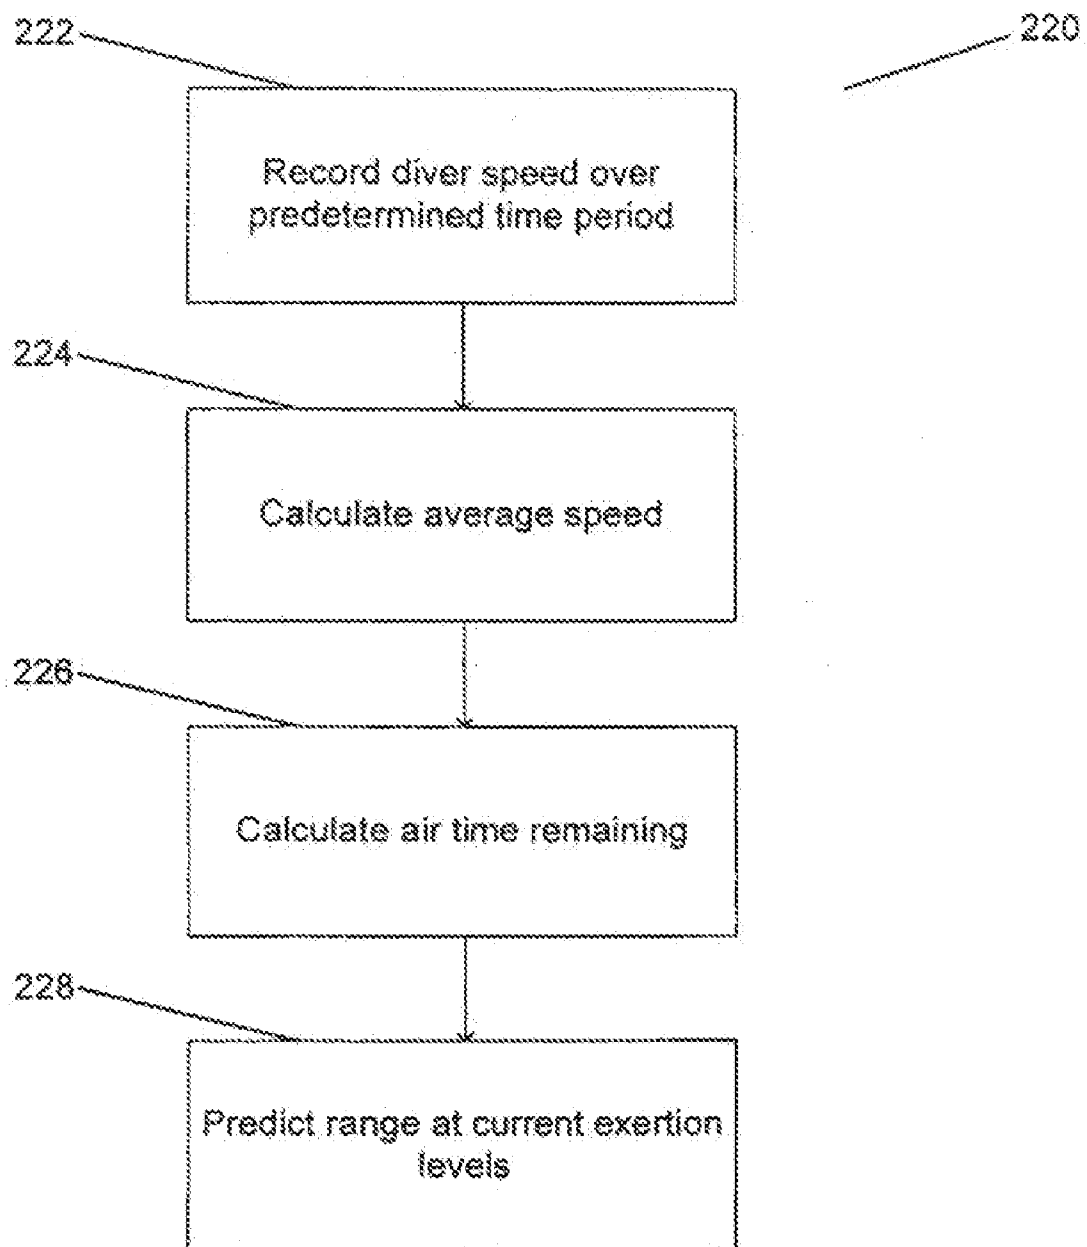 222
220
Record diver speed over
predetermined time period
224
Calculate average speed
226
Calculate air time remaining
228
Predict range at current exertion
levels